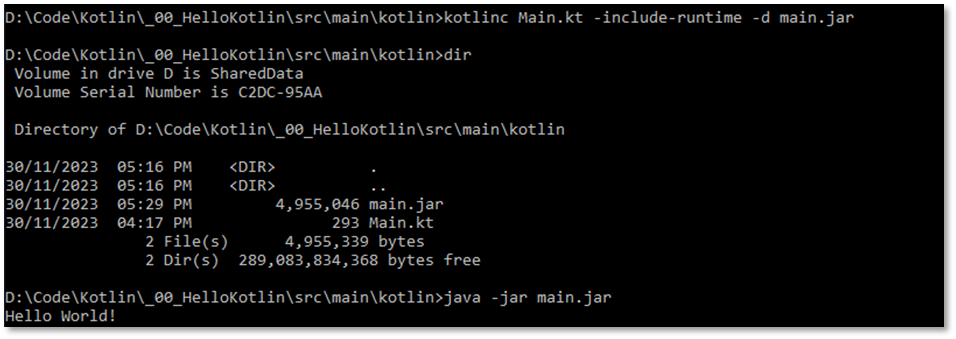 D:\Code\Kotlin\_00_HelloKotlin\src\main\kotlin>kotlinc Main.kt -include-runtime -d main.jar
D:\Code\Kotlin\_00_HelloKotlin\src\main\kotlin>dir
Volume in drive D is SharedData
Volume Serial Number is C2DC-95AA
Directory of D:\Code\Kotlin\_00_HelloKotlin\src\main\kotlin
30/11/2023  05:16 PM    <DIR>          .
30/11/2023  05:16 PM    <DIR>          ..
30/11/2023  05:29 PM         4,955,046 main.jar
30/11/2023  04:17 PM               293 Main.kt
2 File(s)      4,955,339 bytes
2 Dir(s)  289,083,834,368 bytes free
D:\Code\Kotlin\_00_HelloKotlin\src\main\kotlin>java -jar main.jar
Hello World!